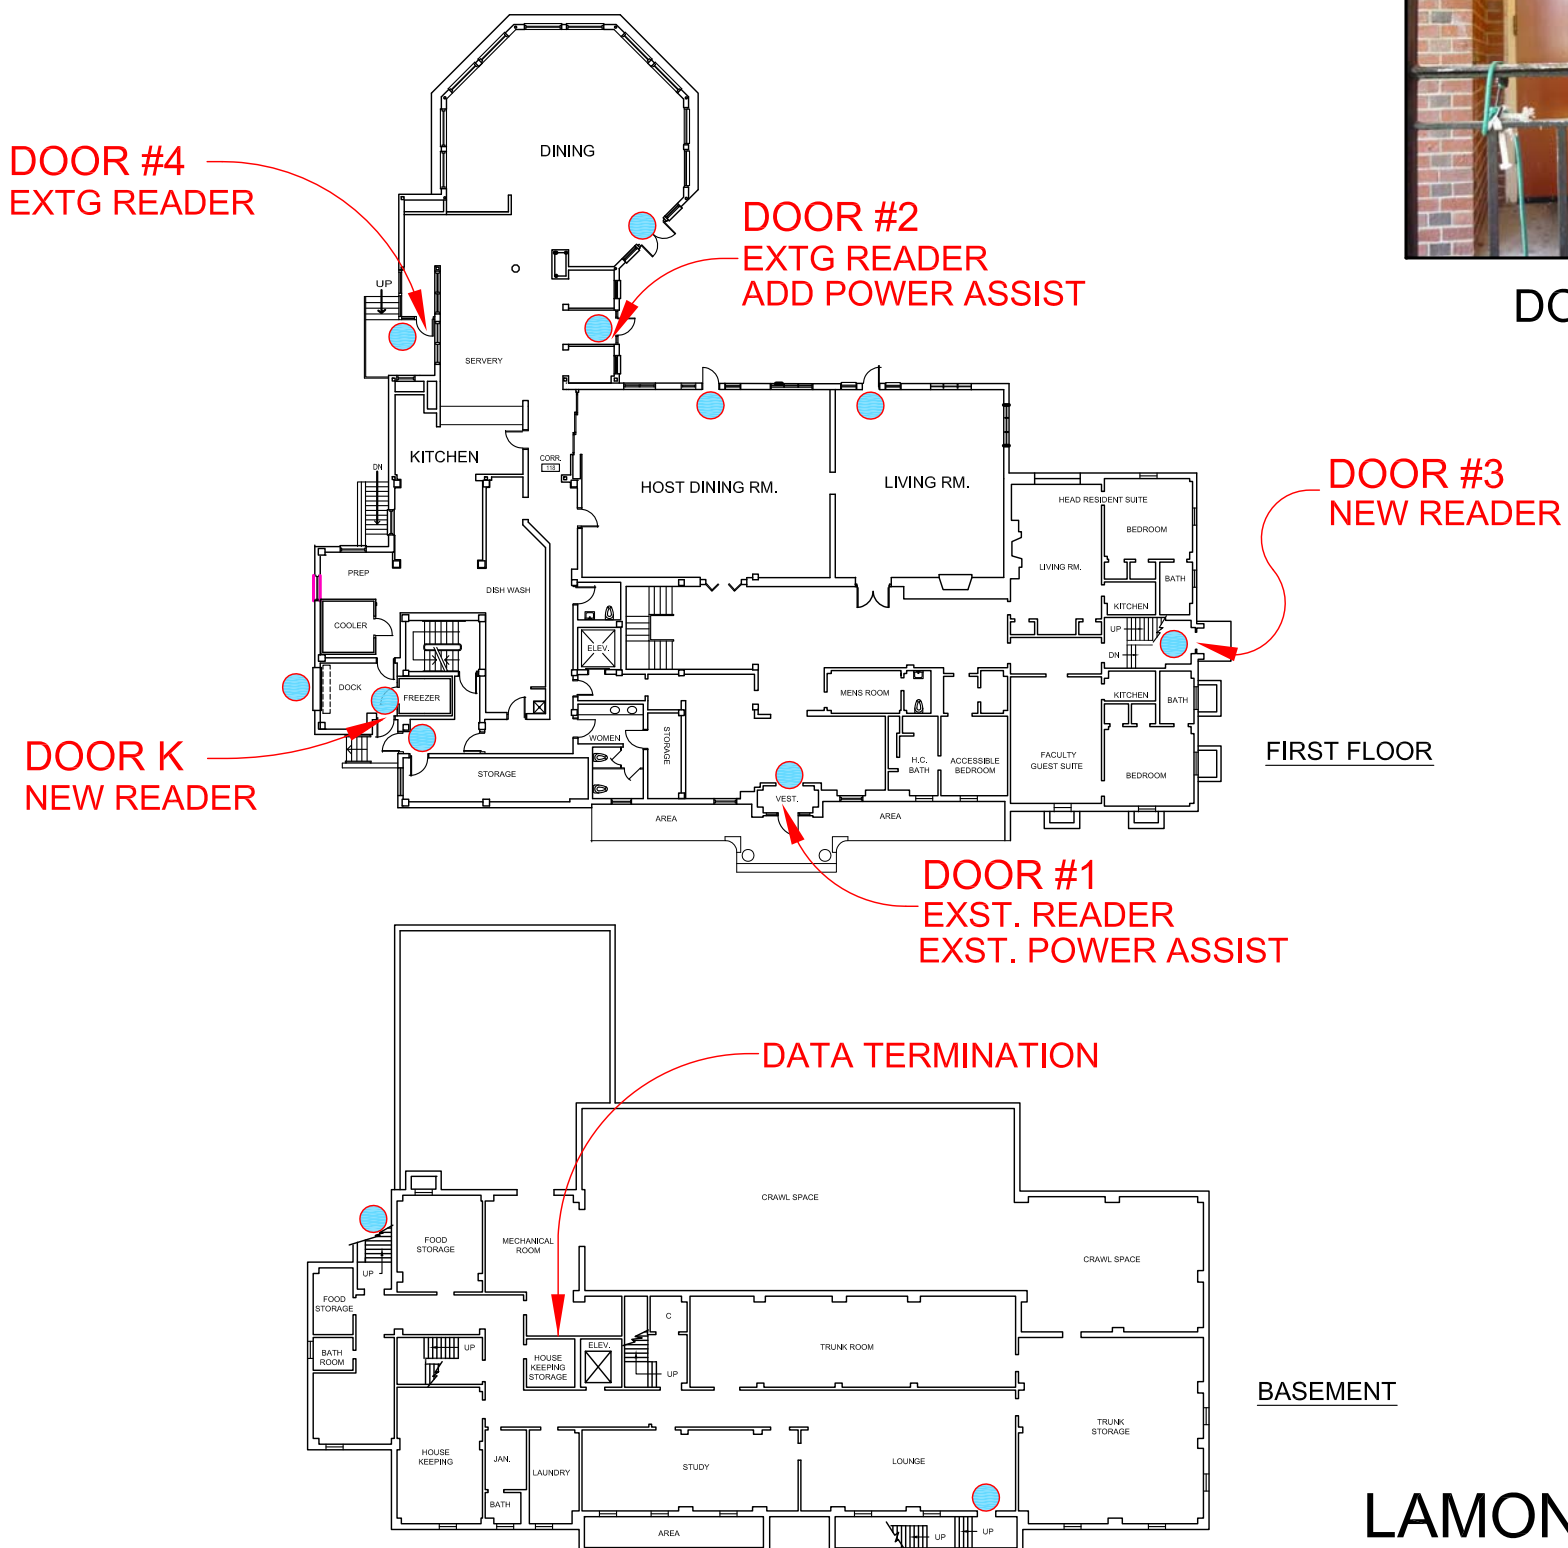 DINING
DOOR #4
EXTG READER
DOOR #2
EXTG READER
ADD POWER ASSIST
UP
SERVERY
DO
KITCHEN
CORR.
118
HOST DINING RM.
LIVING RM.
DN
DOOR #3
NEW READER
HEAD RESIDENT SUITE
BEDROOM
LIVING RM.
BATH
KITCHEN
UP
DN
PREP
DISH WASH
COOLER
ELEV.
DOCK
FREEZER
MENS ROOM
KITCHEN
BATH
WOMEN
STORAGE
H.C.
BATH
ACCESSIBLE
BEDROOM
FACULTY
GUEST SUITE
BEDROOM
FIRST FLOOR
DOOR K
NEW READER
STORAGE
VEST.
AREA
AREA
DOOR #1
EXST. READER
EXST. POWER ASSIST
DATA TERMINATION
CRAWL SPACE
FOOD
STORAGE
MECHANICAL
ROOM
CRAWL SPACE
UP
FOOD
STORAGE
C
BATH
ROOM
UP
HOUSE
KEEPING
STORAGE
ELEV.
UP
TRUNK ROOM
BASEMENT
TRUNK
STORAGE
HOUSE
KEEPING
JAN.
LAUNDRY
STUDY
LOUNGE
BATH
AREA
UP
UP
LAMON